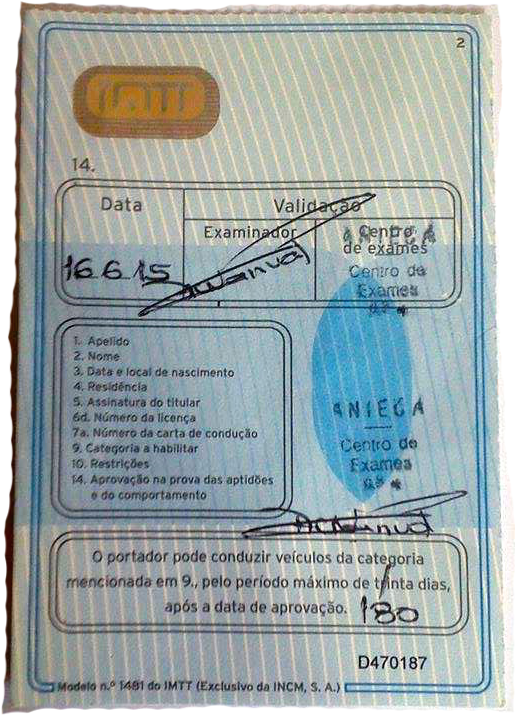 2
IMTT
14.
Data
Validação
Examinador
Centro de exames
16.6.15
ANIECA
Centro de
Exames
1. Apelido
2. Nome
3. Data e local de nascimento
4. Residência
5. Assinatura do titular
6d. Número da licença
7a. Número da carta de condução
9. Categoria a habilitar
10. Restrições
14. Aprovação na prova das aptidões
e do comportamento
ANIECA
Centro de
Exames
O portador pode conduzir veículos da categoria
mencionada em 9., pelo período máximo de trinta dias,
após a data de aprovação. 180
D470187
Modelo n.º 1481 do IMTT (Exclusivo da INCM, S. A.)